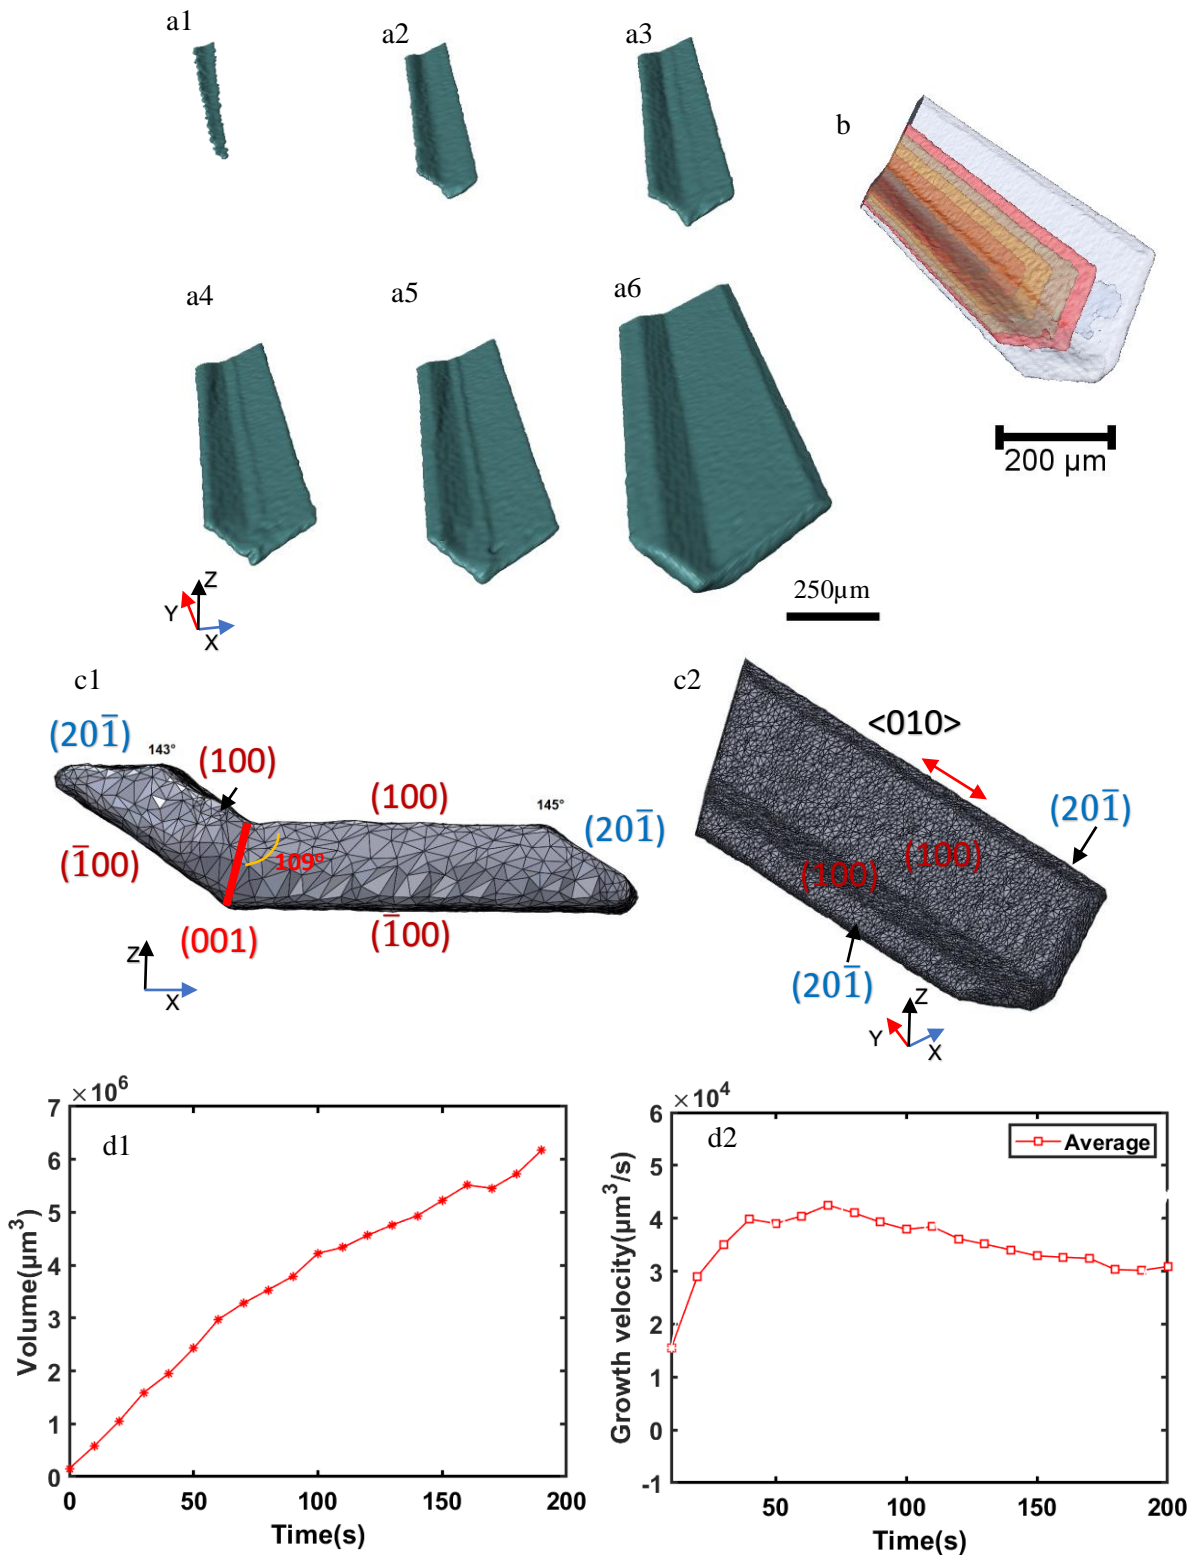 a1
a2
a3
b
a4
a5
a6
200 µm
250µm
Z
Y
X
c1
c2
(201̅)
143°
(100)
(100)
145°
(201̅)
(1̅00)
109°
(001)
(1̅00)
Z
X
<010>
(201̅)
(100)
(100)
(201̅)
Z
Y
X
×10⁶
d1
Volume(µm³)
7
6
5
4
3
2
1
0
0 50 100 150 200
Time(s)
×10⁴
d2
Average
Growth velocity(µm³/s)
6
5
4
3
2
1
0
-1
50 100 150 200
Time(s)